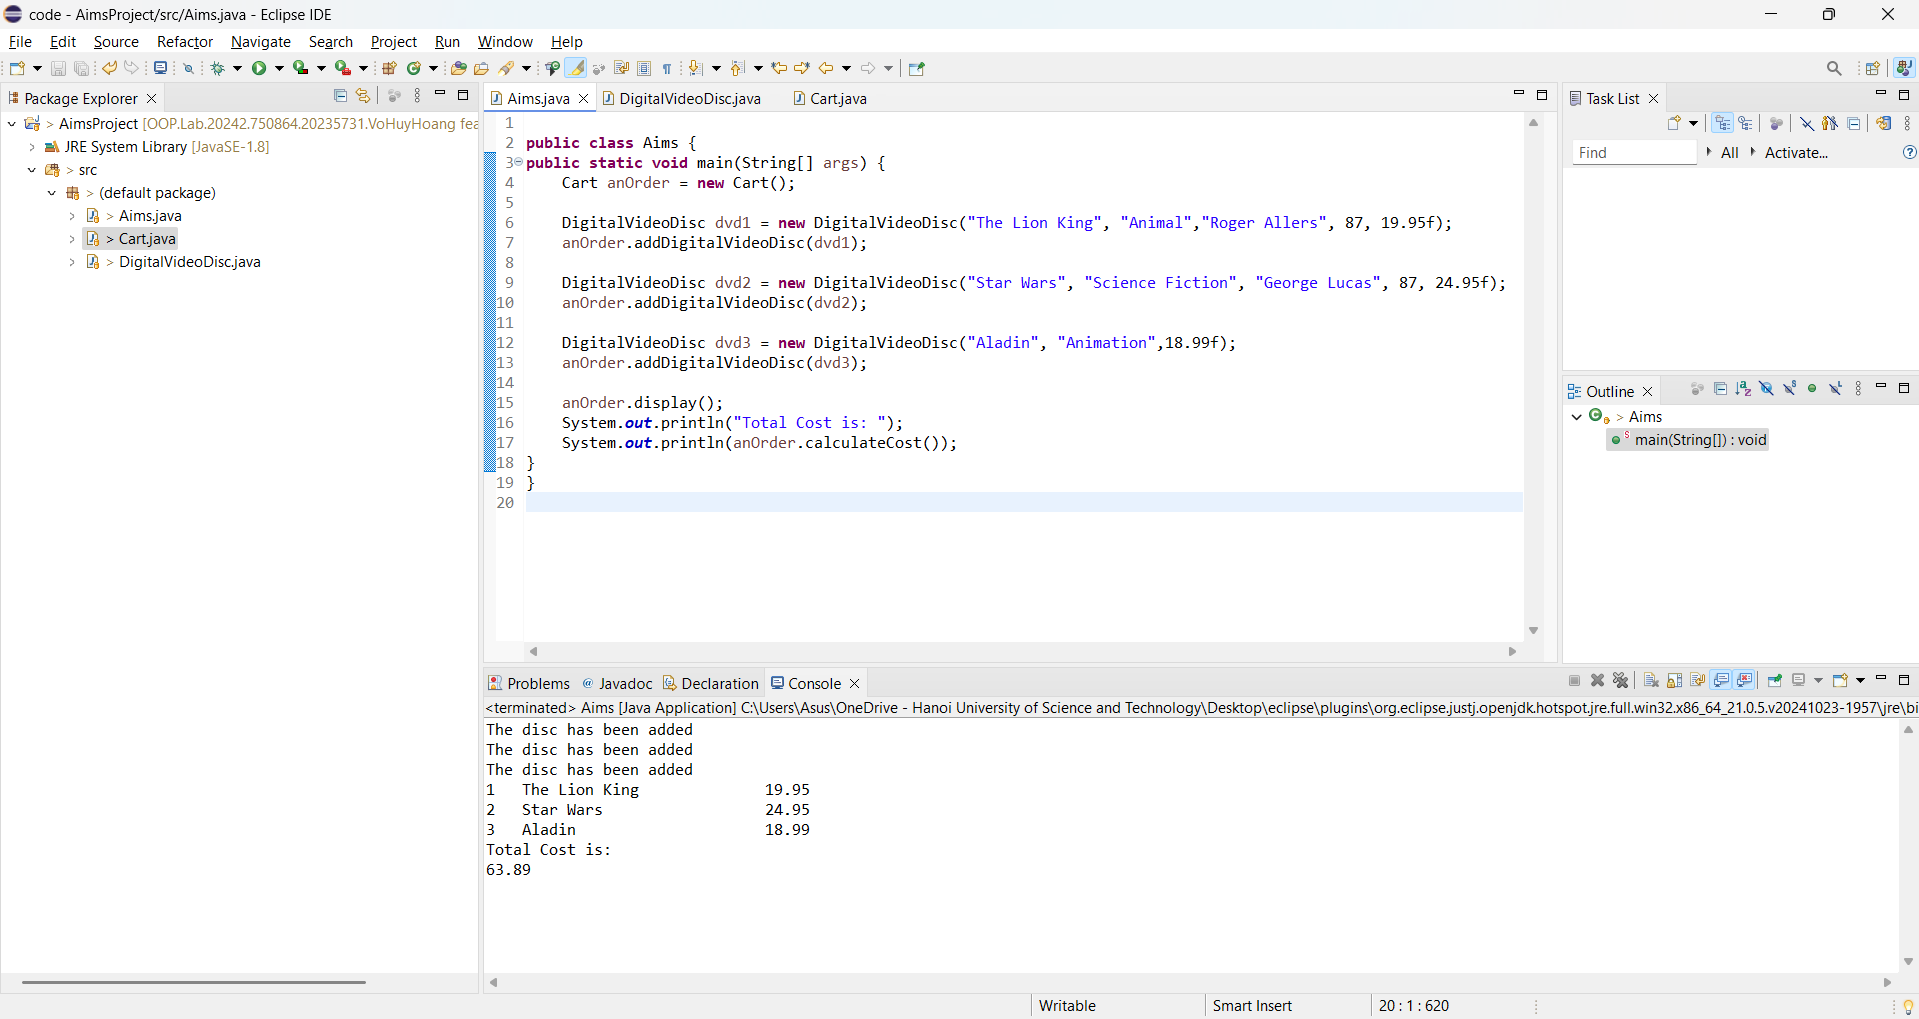 code - AimsProject/src/Aims.java - Eclipse IDE
File Edit Source Refactor Navigate Search Project Run Window Help
Package Explorer
> AimsProject [OOP.Lab.20242.750864.20235731.VoHuyHoang fea
JRE System Library [JavaSE-1.8]
> src
> (default package)
> Aims.java
> Cart.java
> DigitalVideoDisc.java
Aims.java DigitalVideoDisc.java Cart.java
1
2 public class Aims {
3 public static void main(String[] args) {
4 Cart anOrder = new Cart();
5
6 DigitalVideoDisc dvd1 = new DigitalVideoDisc("The Lion King", "Animal","Roger Allers", 87, 19.95f);
7 anOrder.addDigitalVideoDisc(dvd1);
8
9 DigitalVideoDisc dvd2 = new DigitalVideoDisc("Star Wars", "Science Fiction", "George Lucas", 87, 24.95f);
10 anOrder.addDigitalVideoDisc(dvd2);
11
12 DigitalVideoDisc dvd3 = new DigitalVideoDisc("Aladin", "Animation",18.99f);
13 anOrder.addDigitalVideoDisc(dvd3);
14
15 anOrder.display();
16 System.out.println("Total Cost is: ");
17 System.out.println(anOrder.calculateCost());
18 }
19 }
20
Task List
Find All Activate...
Outline
> Aims
main(String[]) : void
Problems Javadoc Declaration Console
<terminated> Aims [Java Application] C:\Users\Asus\OneDrive - Hanoi University of Science and Technology\Desktop\eclipse\plugins\org.eclipse.justj.openjdk.hotspot.jre.full.win32.x86_64_21.0.5.v20241023-1957\jre\bi
The disc has been added
The disc has been added
The disc has been added
1 The Lion King 19.95
2 Star Wars 24.95
3 Aladin 18.99
Total Cost is:
63.89
Writable Smart Insert 20 : 1 : 620